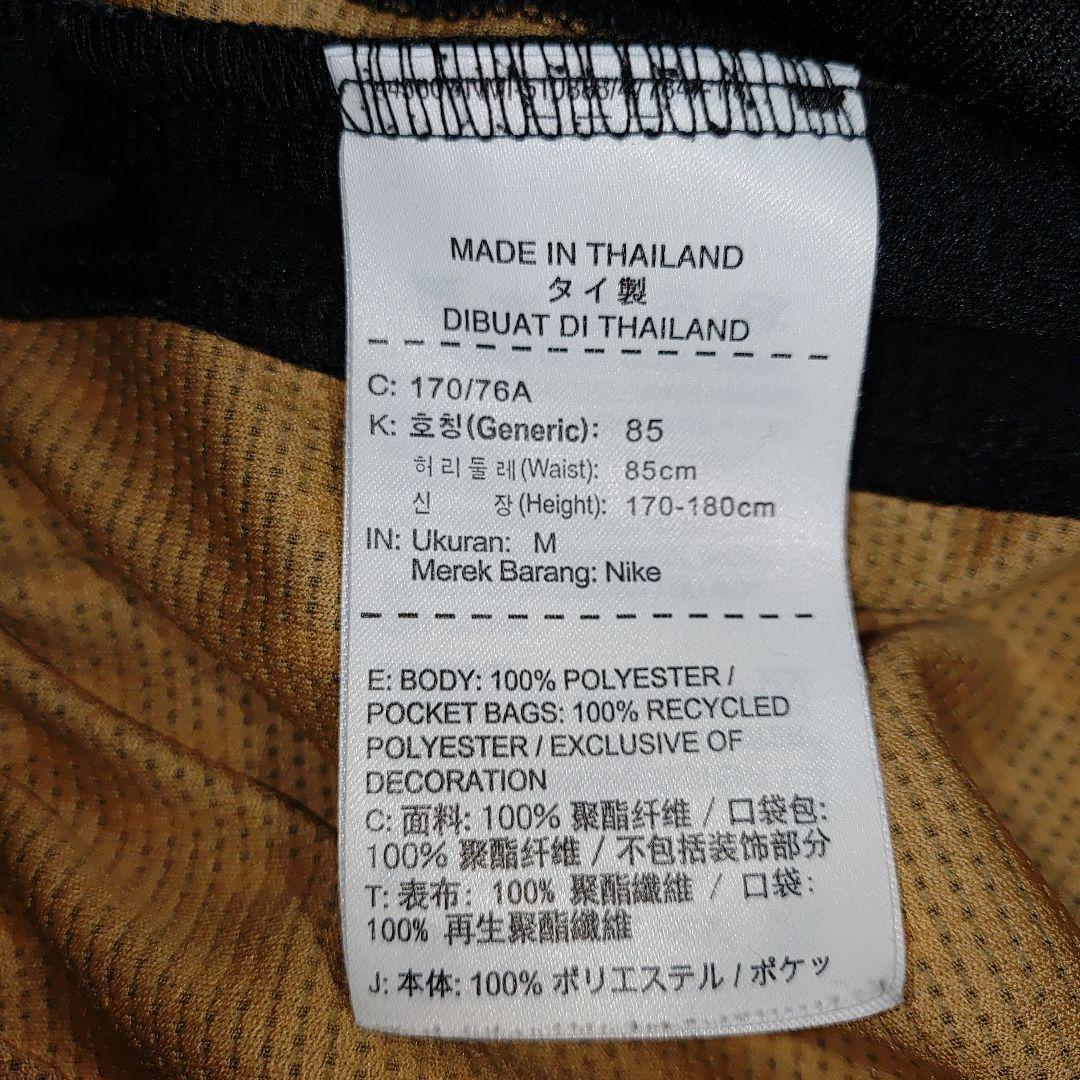 MADE IN THAILAND
タイ製
DIBUAT DI THAILAND
C: 170/76A
K: 호칭(Generic): 85
허리둘레(Waist): 85cm
신 장(Height): 170-180cm
IN: Ukuran: M
Merek Barang: Nike
E: BODY: 100% POLYESTER /
POCKET BAGS: 100% RECYCLED
POLYESTER / EXCLUSIVE OF
DECORATION
C: 面料: 100% 聚酯纤维 / 口袋包:
100% 聚酯纤维 / 不包括装饰部分
T: 表布: 100% 聚酯纖維 / 口袋:
100% 再生聚酯纖維
J: 本体: 100% ポリエステル / ポケッ